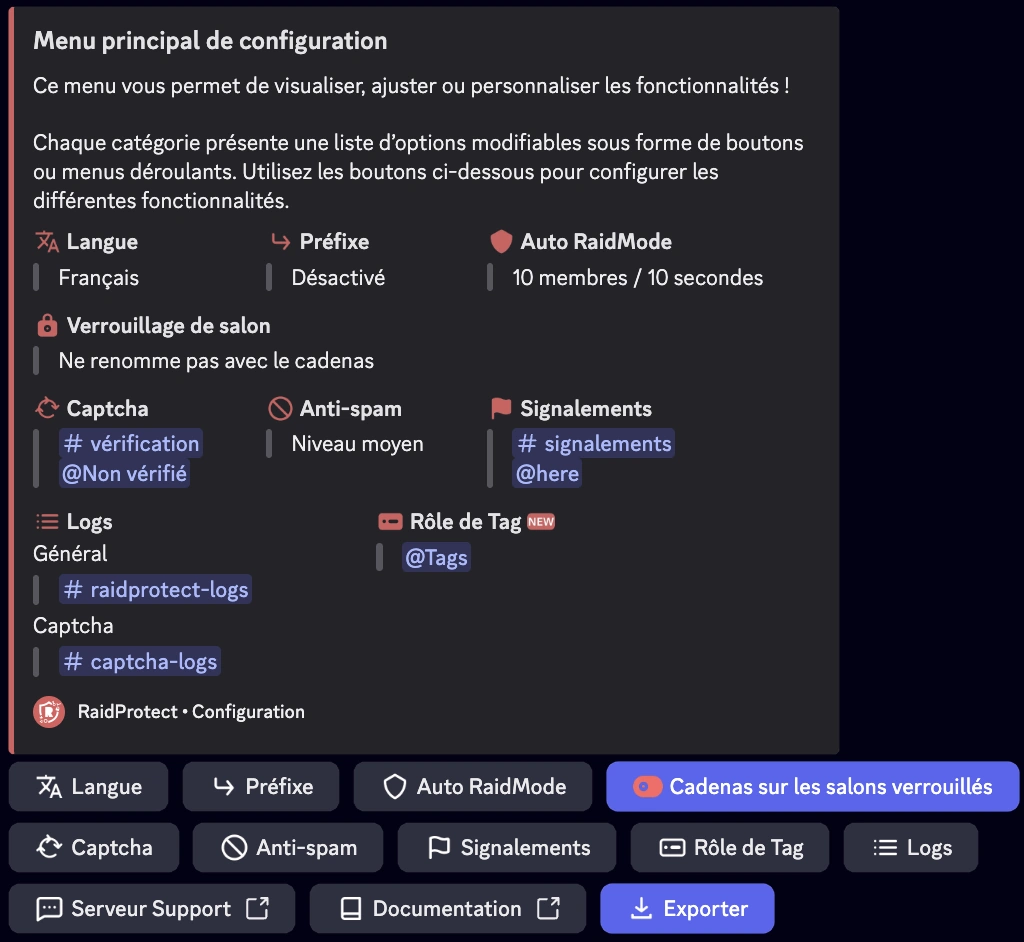 Menu principal de configuration
Ce menu vous permet de visualiser, ajuster ou personnaliser les fonctionnalités !
Chaque catégorie présente une liste d'options modifiables sous forme de boutons
ou menus déroulants. Utilisez les boutons ci-dessous pour configurer les
différentes fonctionnalités.
Langue Préfixe Auto RaidMode
Français Désactivé 10 membres / 10 secondes
Verrouillage de salon
Ne renomme pas avec le cadenas
Captcha Anti-spam Signalements
# vérification Niveau moyen # signalements
@Non vérifié @here
Logs Rôle de Tag NEW
Général @Tags
# raidprotect-logs
Captcha
# captcha-logs
RaidProtect • Configuration
Langue Préfixe Auto RaidMode Cadenas sur les salons verrouillés
Captcha Anti-spam Signalements Rôle de Tag Logs
Serveur Support Documentation Exporter